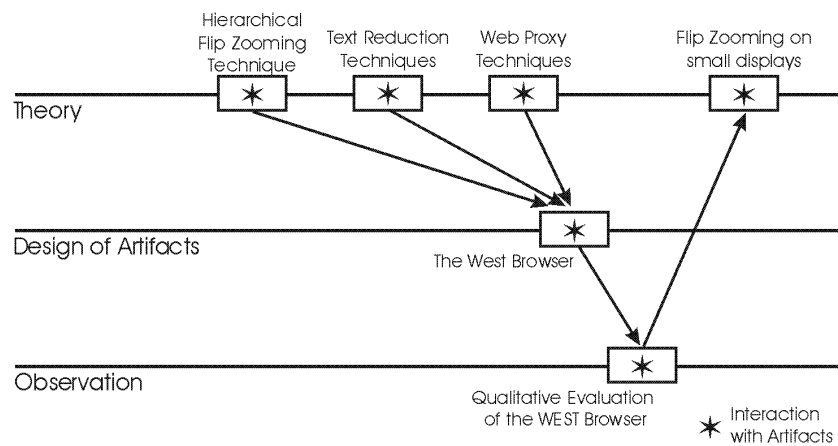 Hierarchical
Flip Zooming
Technique
Text Reduction
Techniques
Web Proxy
Techniques
Flip Zooming on
small displays
Theory
Design of Artifacts
The West Browser
Observation
Qualitative Evaluation
of the WEST Browser
Interaction
with Artifacts